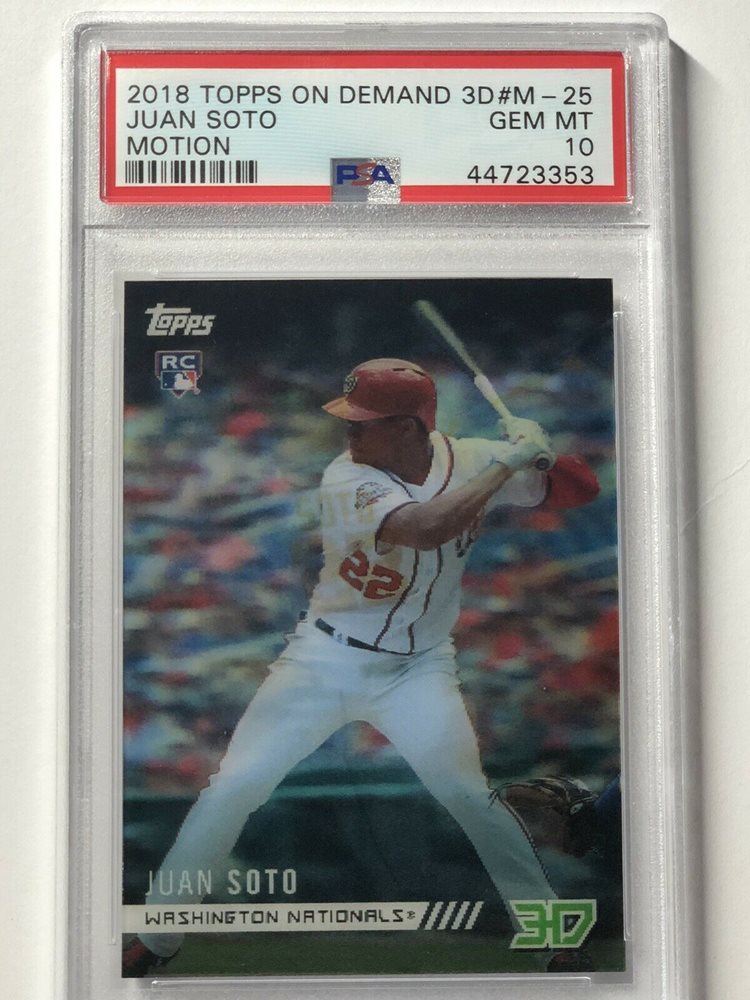 2018 TOPPS ON DEMAND 3D#M-25
JUAN SOTO GEM MT
MOTION 10
PSA 44723353
Topps
RC
22
JUAN SOTO
WASHINGTON NATIONALS®
3-D